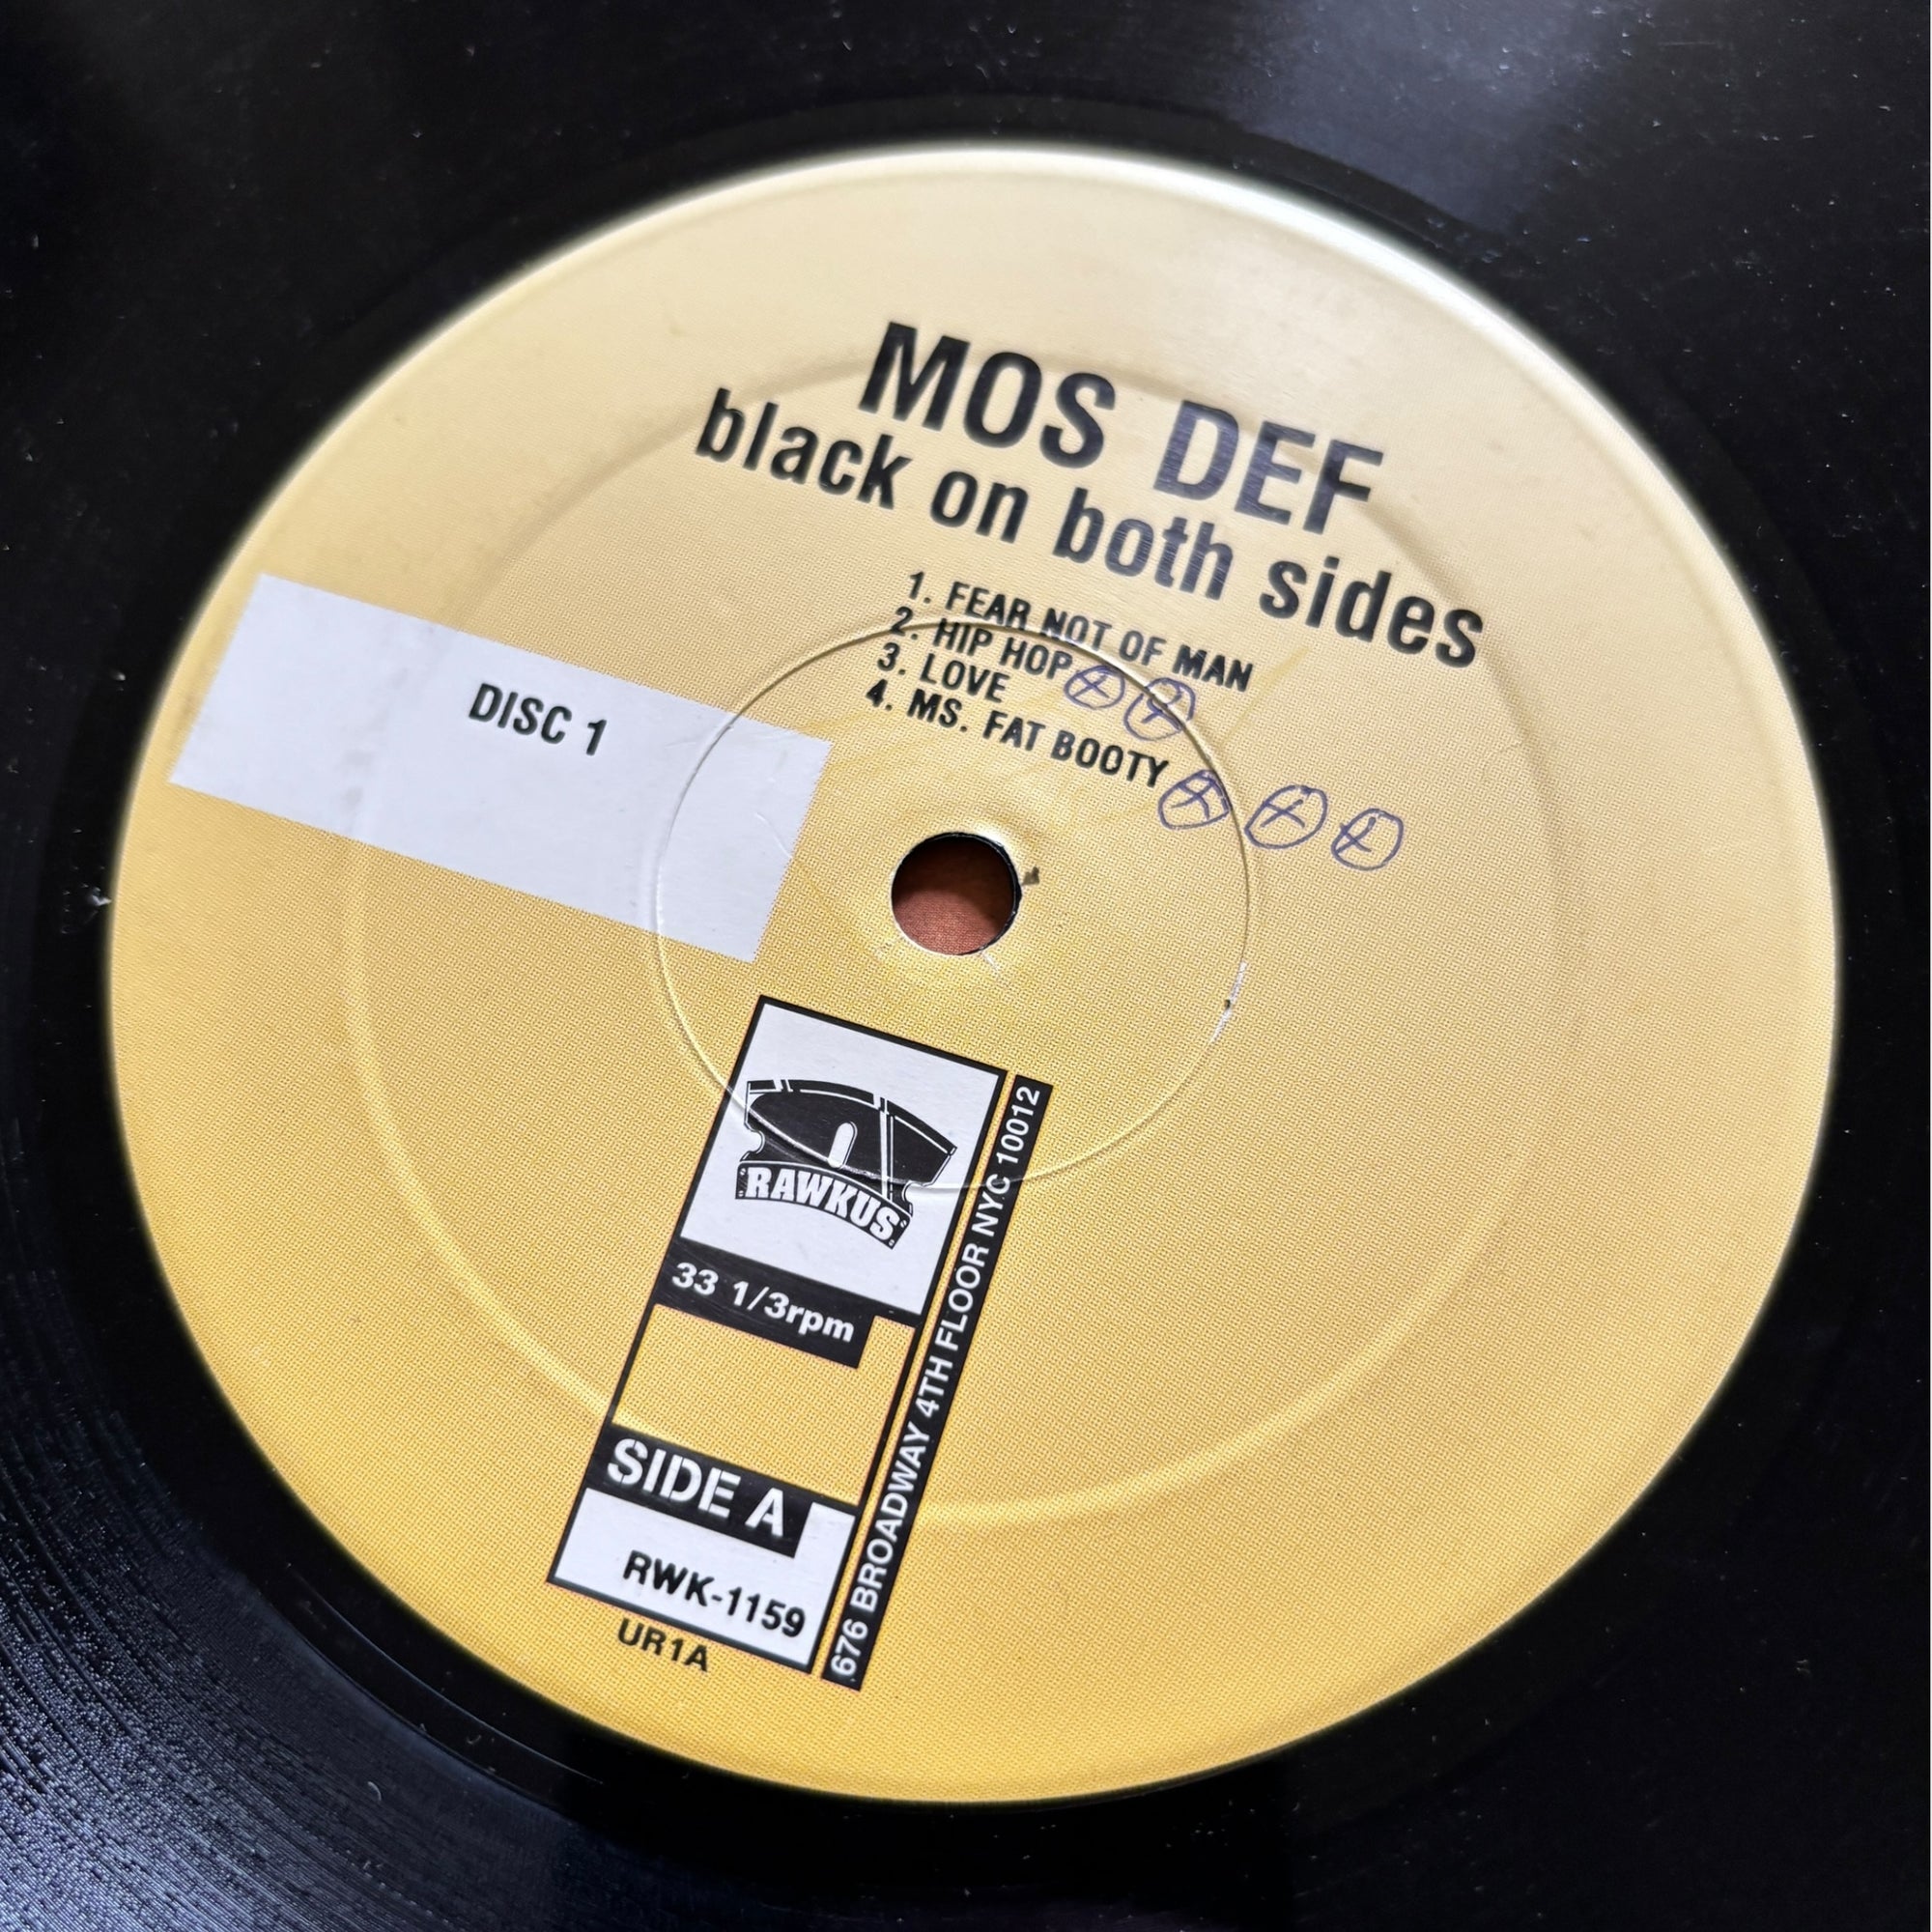 MOS DEF
black on both sides
1. FEAR NOT OF MAN
2. HIP HOP
3. LOVE
4. MS. FAT BOOTY
DISC 1
RAWKUS
33 1/3rpm
SIDE A
RWK-1159
UR1A
676 BROADWAY 4TH FLOOR NYC 10012